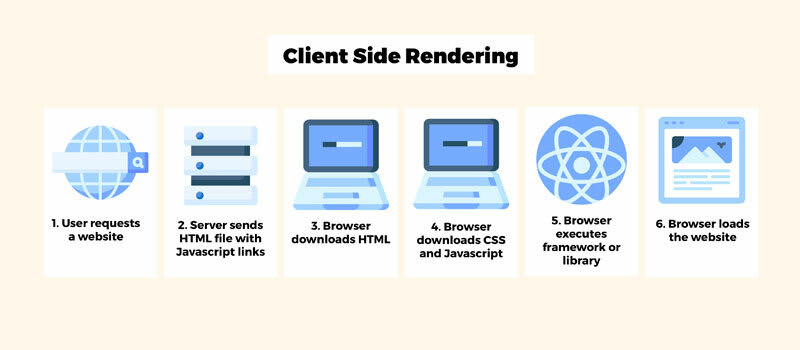 Client Side Rendering
1. User requests
a website
2. Server sends
HTML file with
Javascript links
3. Browser
downloads HTML
4. Browser
downloads CSS
and Javascript
5. Browser
executes
framework or
library
6. Browser loads
the website